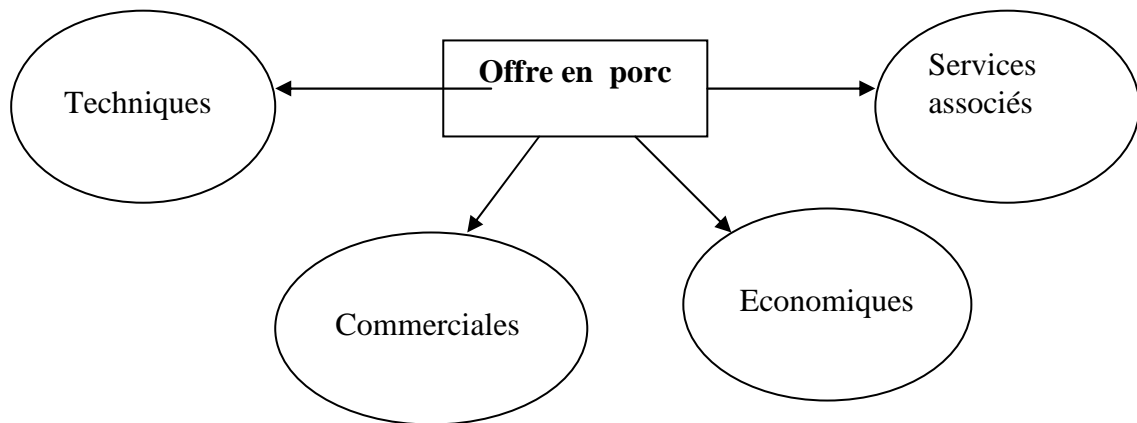 Offre en porc
Techniques
Services
associés
Commerciales
Economiques